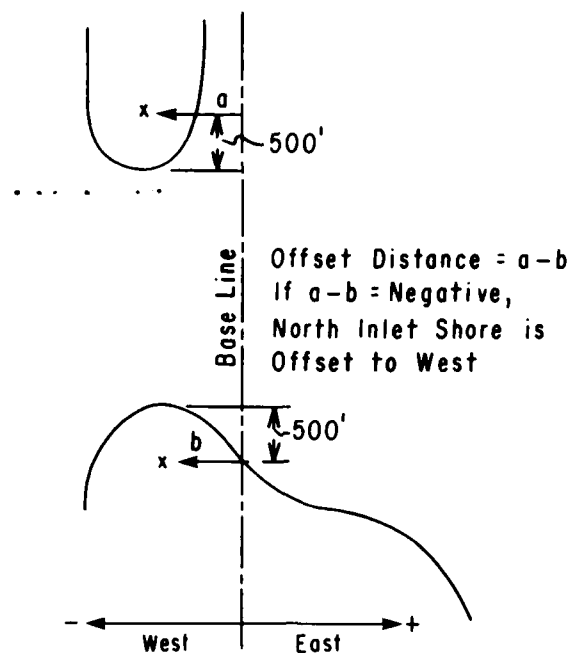 a
x
500'
Offset Distance = a-b
If a-b = Negative,
North Inlet Shore is
Offset to West
Base Line
500'
b
x
- +
West East